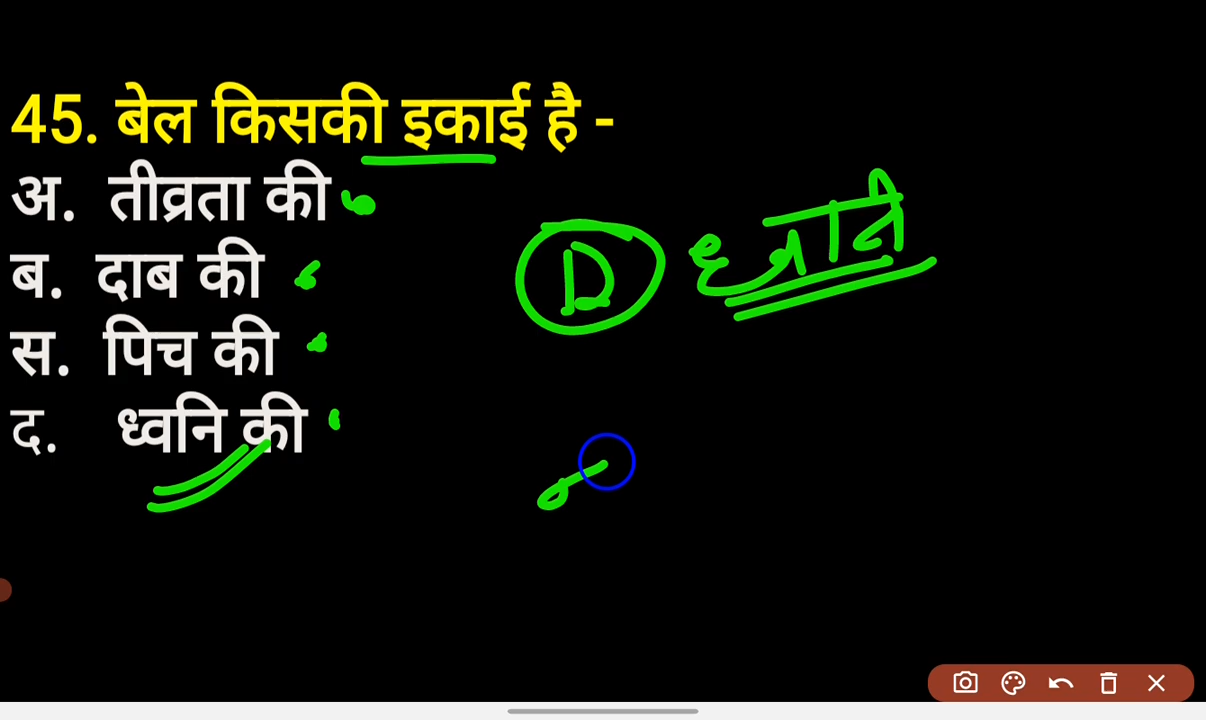 45. बेल किसकी इकाई है -
अ. तीव्रता की
ब. दाब की
स. पिच की
द. ध्वनि की
D ध्वनि